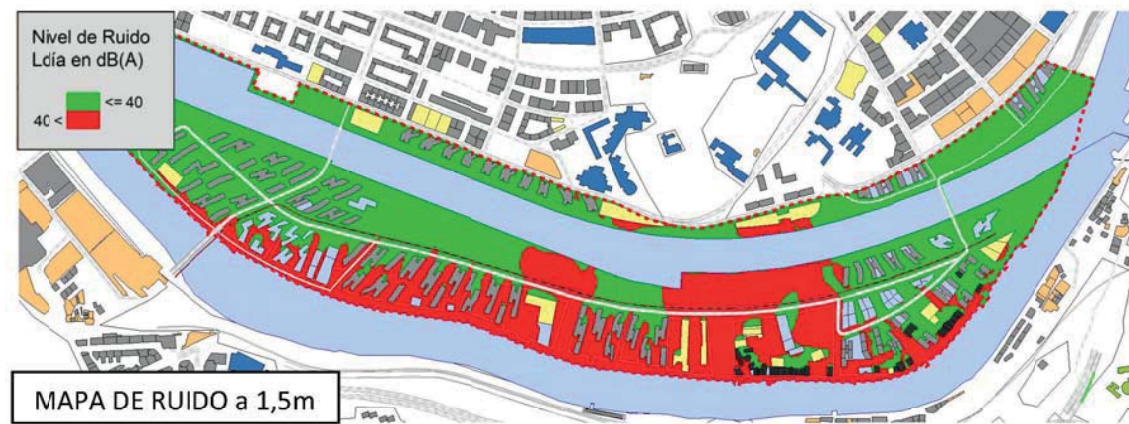 Nivel de Ruido
Ldía en dB(A)
<= 40
40 <
MAPA DE RUIDO a 1,5m